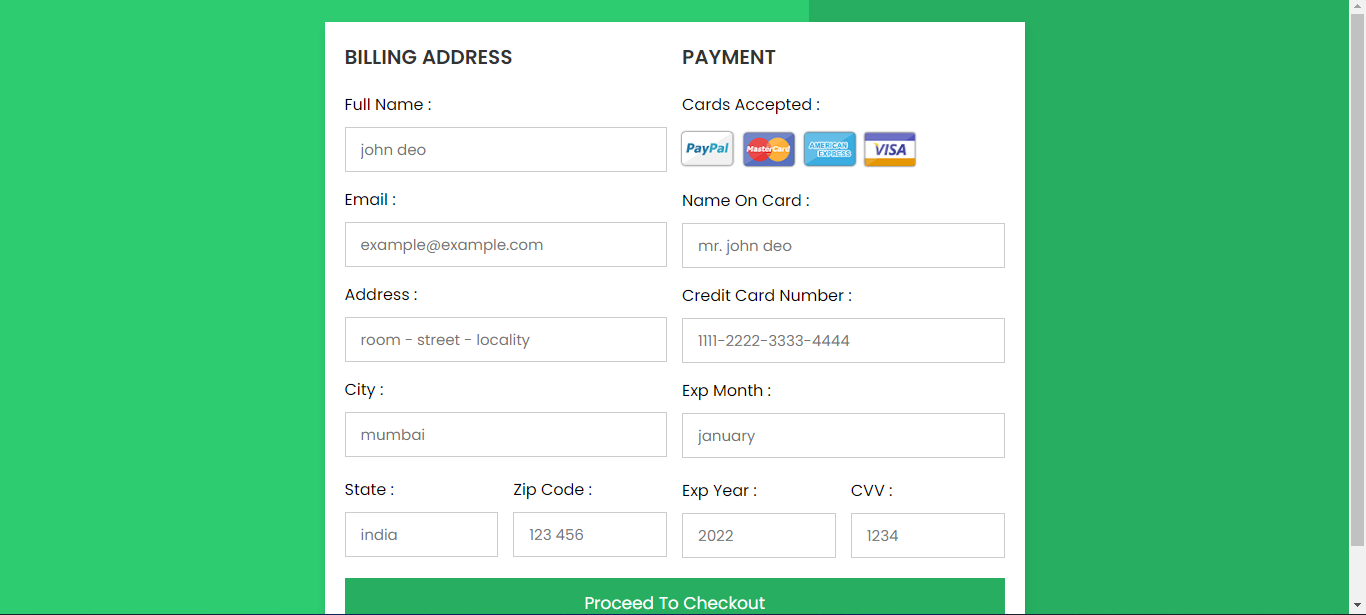 BILLING ADDRESS
Full Name :
john deo
Email :
example@example.com
Address :
room - street - locality
City :
mumbai
State :
Zip Code :
india
123 456
PAYMENT
Cards Accepted :
PayPal MasterCard AMERICAN EXPRESS VISA
Name On Card :
mr. john deo
Credit Card Number :
1111-2222-3333-4444
Exp Month :
january
Exp Year :
CVV :
2022
1234
Proceed To Checkout